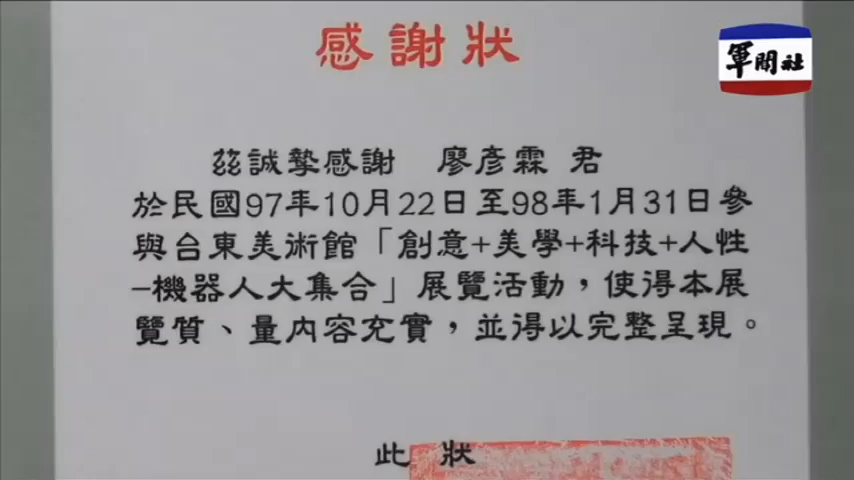 感謝狀
軍聞社
茲誠摯感謝　廖彥霖 君
於民國97年10月22日至98年1月31日參
與台東美術館「創意+美學+科技+人性
–機器人大集合」展覽活動，使得本展
覽質、量內容充實，並得以完整呈現。
此　狀